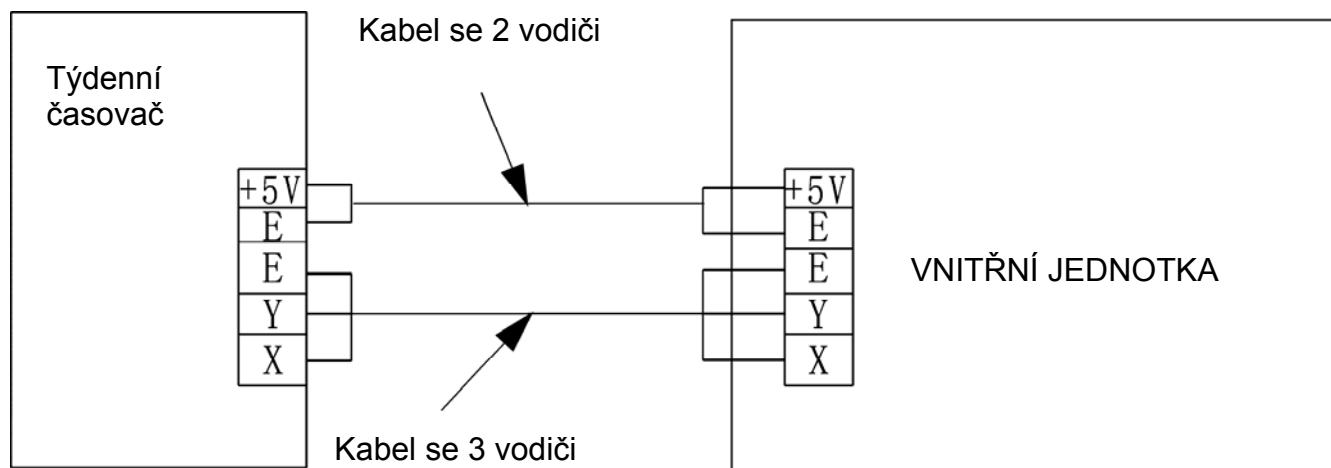 Kabel se 2 vodiči
Týdenní
časovač
+5V
E
E
Y
X
+5V
E
E
Y
X
VNITŘNÍ JEDNOTKA
Kabel se 3 vodiči